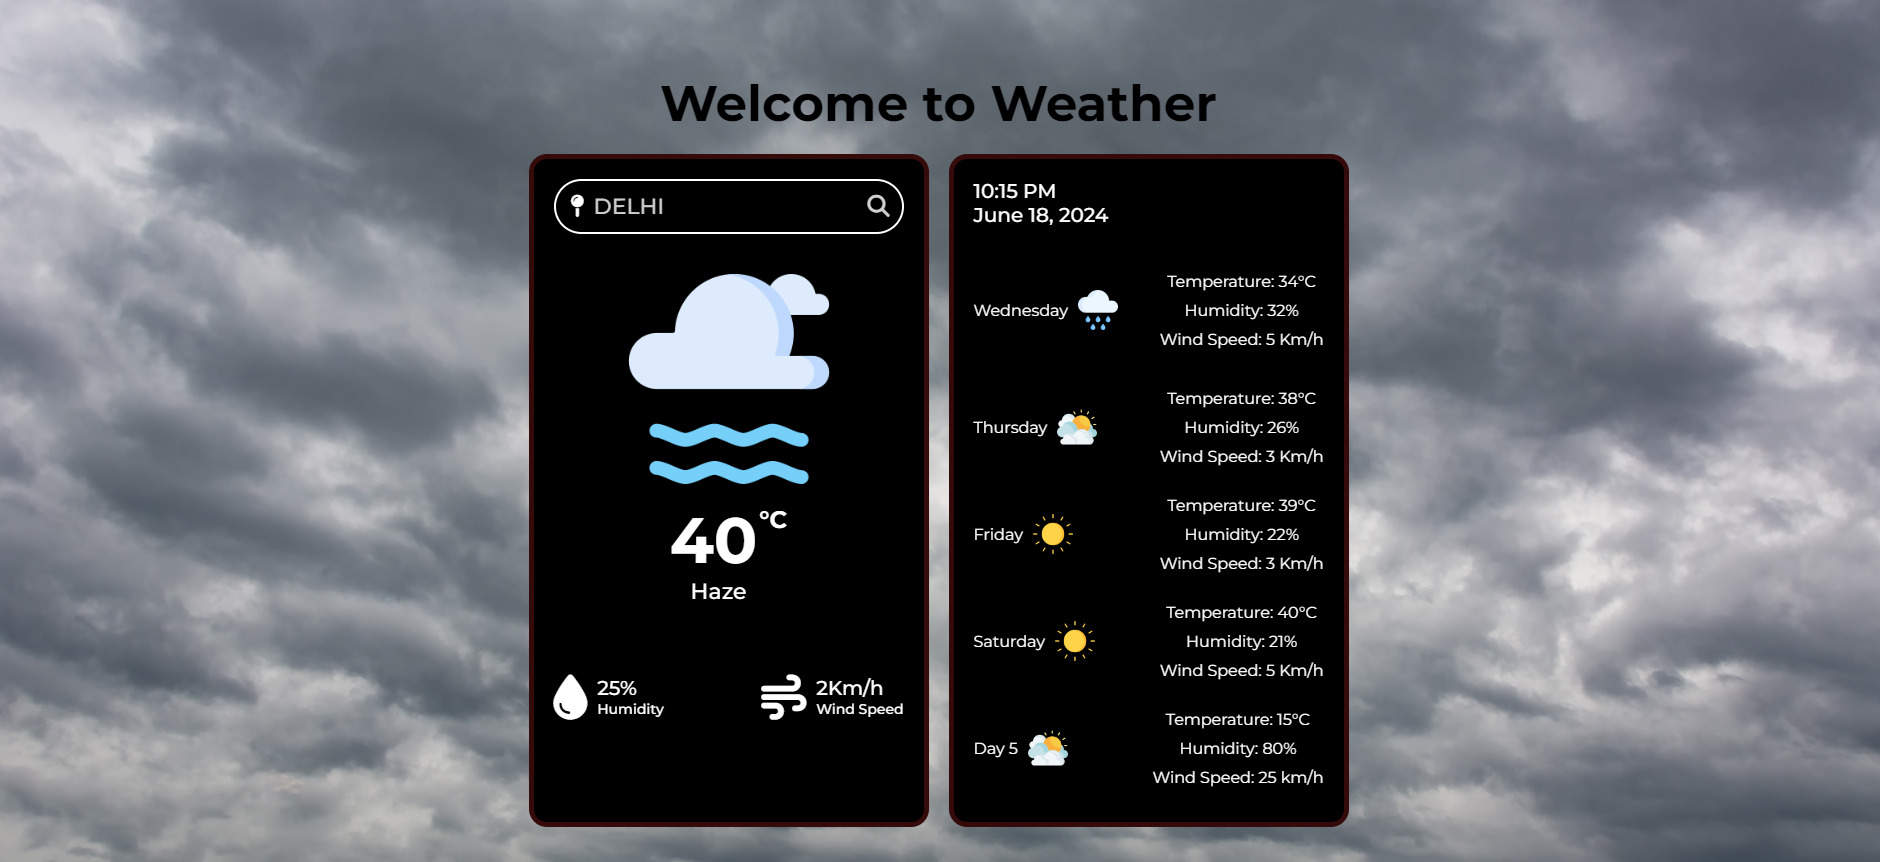 Welcome to Weather
DELHI
40 °C
Haze
25%
Humidity
2Km/h
Wind Speed
10:15 PM
June 18, 2024
Wednesday
Temperature: 34°C
Humidity: 32%
Wind Speed: 5 Km/h
Thursday
Temperature: 38°C
Humidity: 26%
Wind Speed: 3 Km/h
Friday
Temperature: 39°C
Humidity: 22%
Wind Speed: 3 Km/h
Saturday
Temperature: 40°C
Humidity: 21%
Wind Speed: 5 Km/h
Day 5
Temperature: 15°C
Humidity: 80%
Wind Speed: 25 km/h